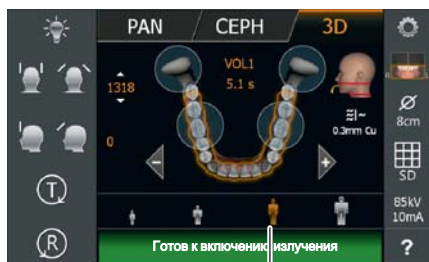 PAN CEPH 3D
VOL1
5.1 s
1318
0
0.3mm Cu
R L
8cm
SD
85kV
10mA
T
R
Готов к включению излучения
?